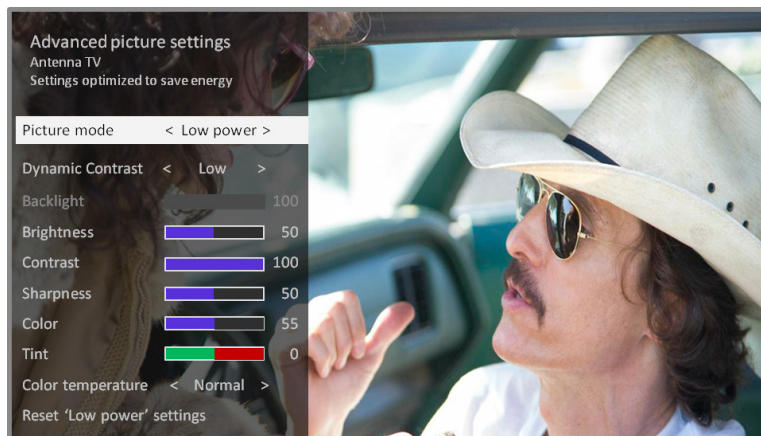 Advanced picture settings
Antenna TV
Settings optimized to save energy
Picture mode < Low power >
Dynamic Contrast < Low >
Backlight 100
Brightness 50
Contrast 100
Sharpness 50
Color 55
Tint 0
Color temperature < Normal >
Reset ‘Low power’ settings